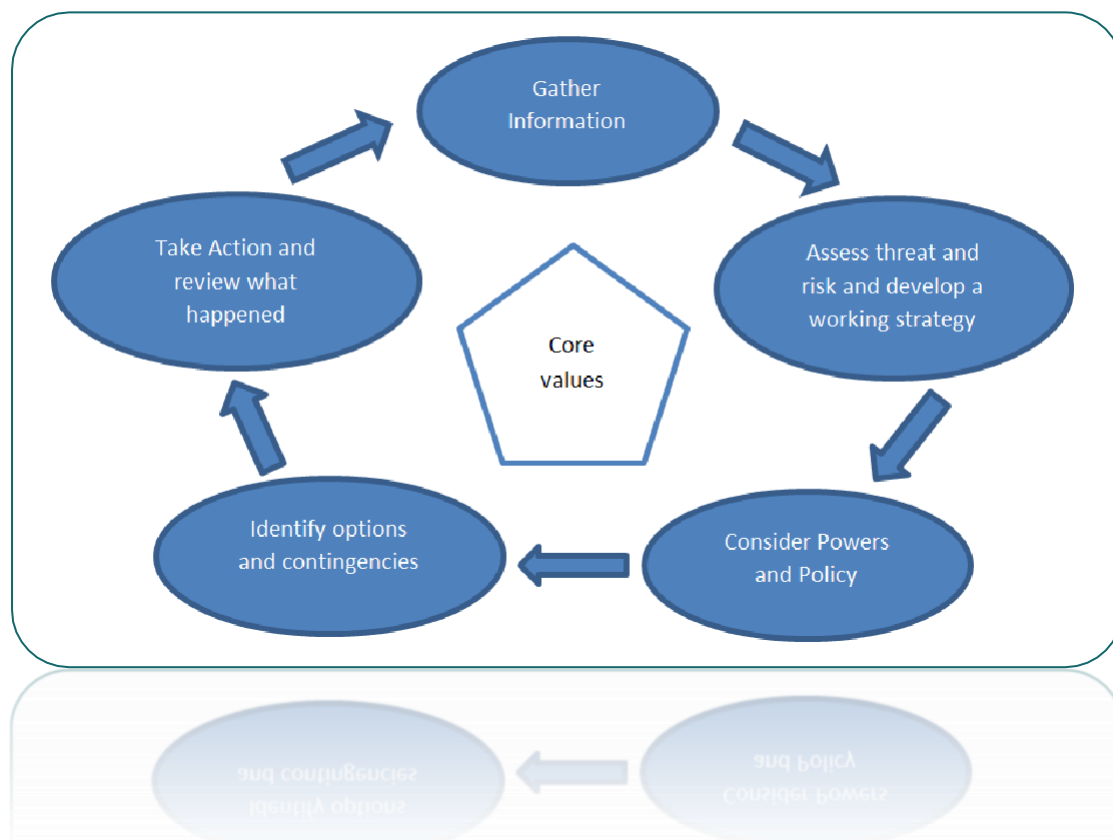 Gather
Information
Assess threat and
risk and develop a
working strategy
Consider Powers
and Policy
Identify options
and contingencies
Take Action and
review what
happened
Core
values